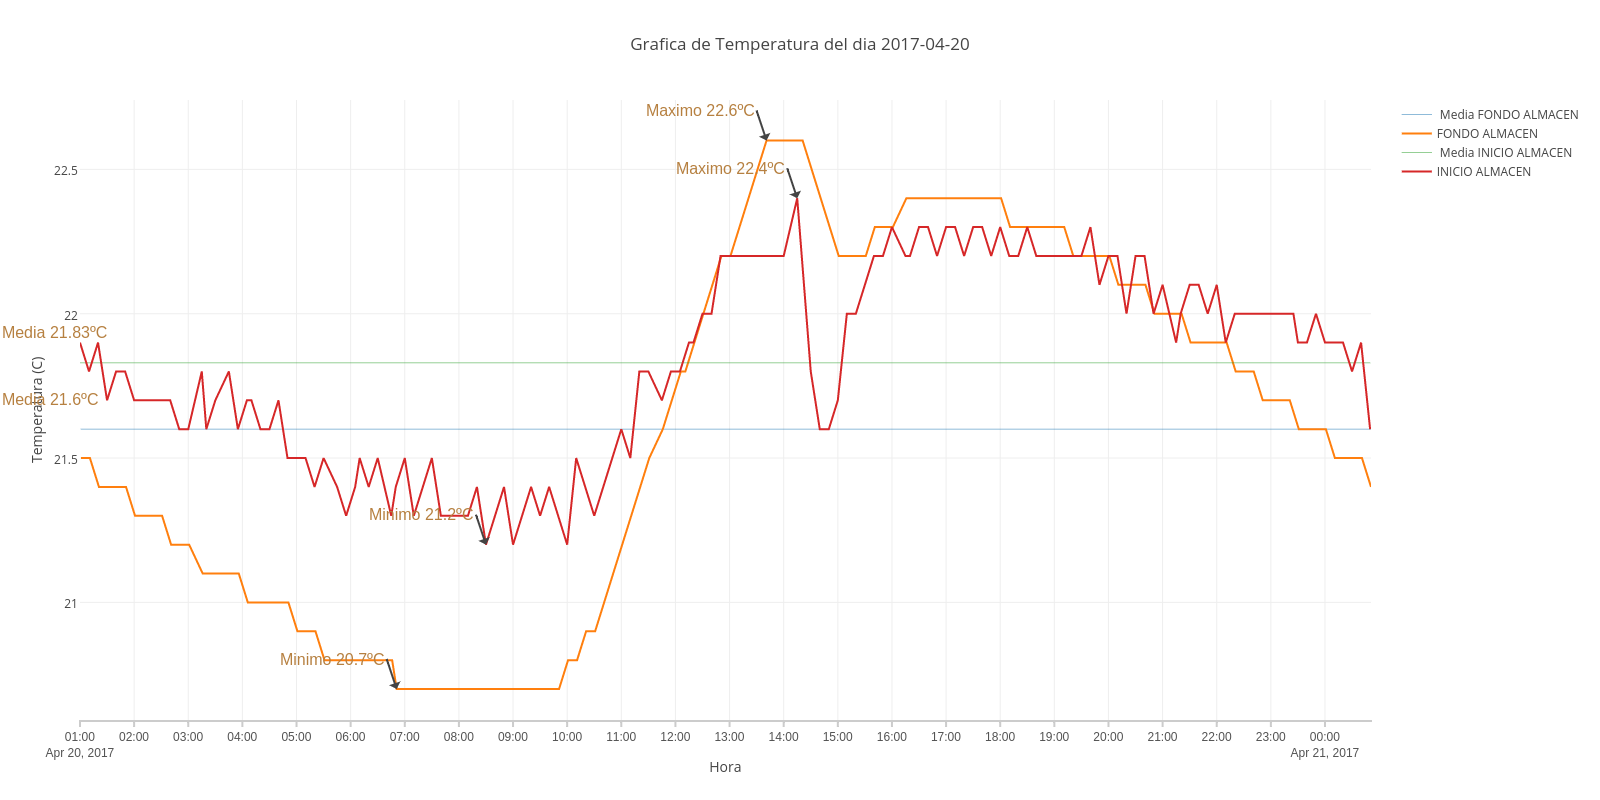 Grafica de Temperatura del dia 2017-04-20
Maximo 22.6ºC
Maximo 22.4ºC
Media 21.83ºC
Media 21.6ºC
Minimo 21.2ºC
Minimo 20.7ºC
Temperatura (C)
22.5
22
21.5
21
01:00 02:00 03:00 04:00 05:00 06:00 07:00 08:00 09:00 10:00 11:00 12:00 13:00 14:00 15:00 16:00 17:00 18:00 19:00 20:00 21:00 22:00 23:00 00:00
Apr 20, 2017 Apr 21, 2017
Hora
Media FONDO ALMACEN
FONDO ALMACEN
Media INICIO ALMACEN
INICIO ALMACEN